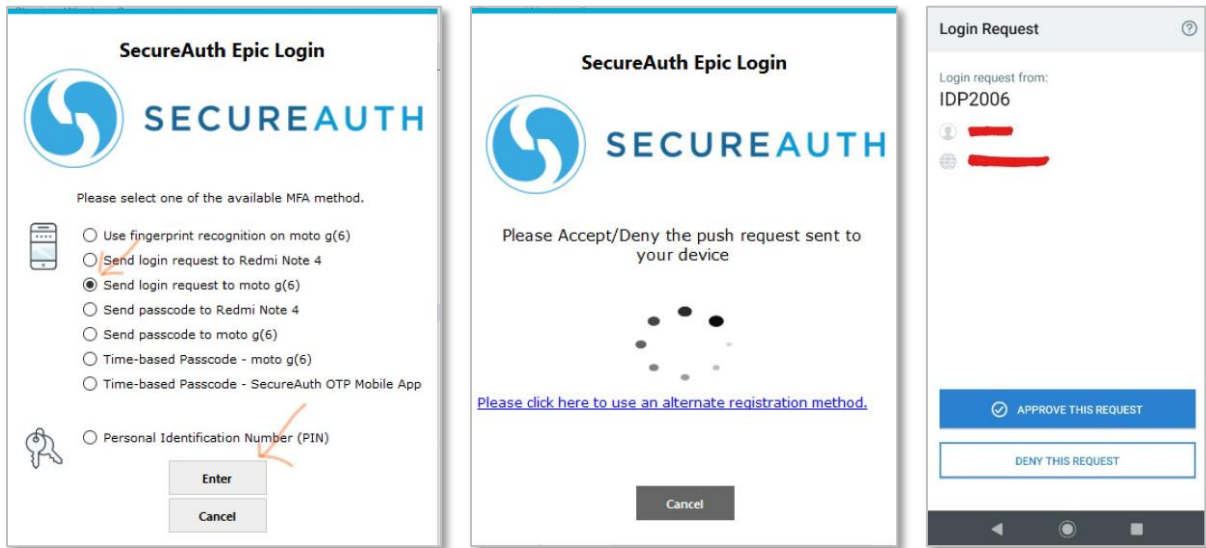 SecureAuth Epic Login
SECUREAUTH
Please select one of the available MFA method.
Use fingerprint recognition on moto g(6)
Send login request to Redmi Note 4
Send login request to moto g(6)
Send passcode to Redmi Note 4
Send passcode to moto g(6)
Time-based Passcode - moto g(6)
Time-based Passcode - SecureAuth OTP Mobile App
Personal Identification Number (PIN)
Enter
Cancel
SecureAuth Epic Login
SECUREAUTH
Please Accept/Deny the push request sent to
your device
Please click here to use an alternate registration method.
Cancel
Login Request
?
Login request from:
IDP2006
APPROVE THIS REQUEST
DENY THIS REQUEST